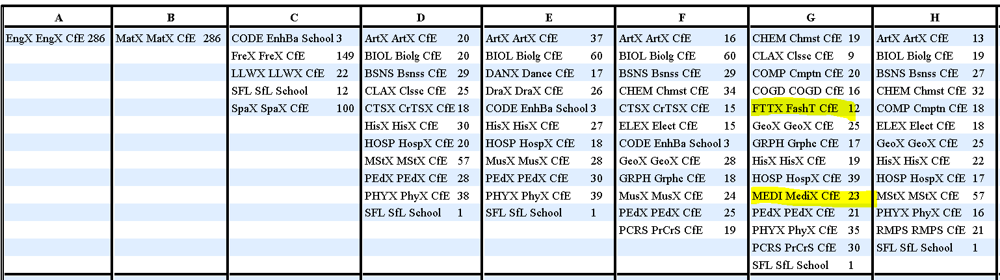 A B C D E F G H
EngX EngX CfE 286 MatX MatX CfE 286 CODE EnhBa School 3 ArtX ArtX CfE 20 ArtX ArtX CfE 37 ArtX ArtX CfE 16 CHEM Chmst CfE 19 ArtX ArtX CfE 13
FreX FreX CfE 149 BIOL Biolg CfE 20 BIOL Biolg CfE 60 BIOL Biolg CfE 60 CLAX Clssc CfE 9 BIOL Biolg CfE 19
LLWX LLWX CfE 22 BSNS Bsnss CfE 29 DANX Dance CfE 17 BSNS Bsnss CfE 29 COMP Cmptn CfE 20 BSNS Bsnss CfE 27
SFL SfL School 12 CLAX Clssc CfE 25 DraX DraX CfE 26 CHEM Chmst CfE 34 COGD COGD CfE 16 CHEM Chmst CfE 32
SpaX SpaX CfE 100 CTSX CrTSX CfE 18 CODE EnhBa School 3 CTSX CrTSX CfE 15 FTTX FashT CfE 12 COMP Cmptn CfE 18
HisX HisX CfE 30 HisX HisX CfE 27 ELEX Elect CfE 15 GeoX GeoX CfE 25 ELEX Elect CfE 18
HOSP HospX CfE 20 HOSP HospX CfE 18 CODE EnhBa School 3 GRPH Grphc CfE 17 GeoX GeoX CfE 25
MStX MStX CfE 57 MusX MusX CfE 28 GeoX GeoX CfE 28 HisX HisX CfE 19 HisX HisX CfE 22
PEdX PEdX CfE 28 PEdX PEdX CfE 30 GRPH Grphc CfE 18 HOSP HospX CfE 39 HOSP HospX CfE 17
PHYX PhyX CfE 38 PHYX PhyX CfE 39 MusX MusX CfE 24 MEDI MediX CfE 23 MStX MStX CfE 57
SFL SfL School 1 SFL SfL School 1 PEdX PEdX CfE 25 PEdX PEdX CfE 21 PHYX PhyX CfE 16
PCRS PrCrS CfE 19 PHYX PhyX CfE 35 RMPS RMPS CfE 21
PCRS PrCrS CfE 30 SFL SfL School 1
SFL SfL School 1